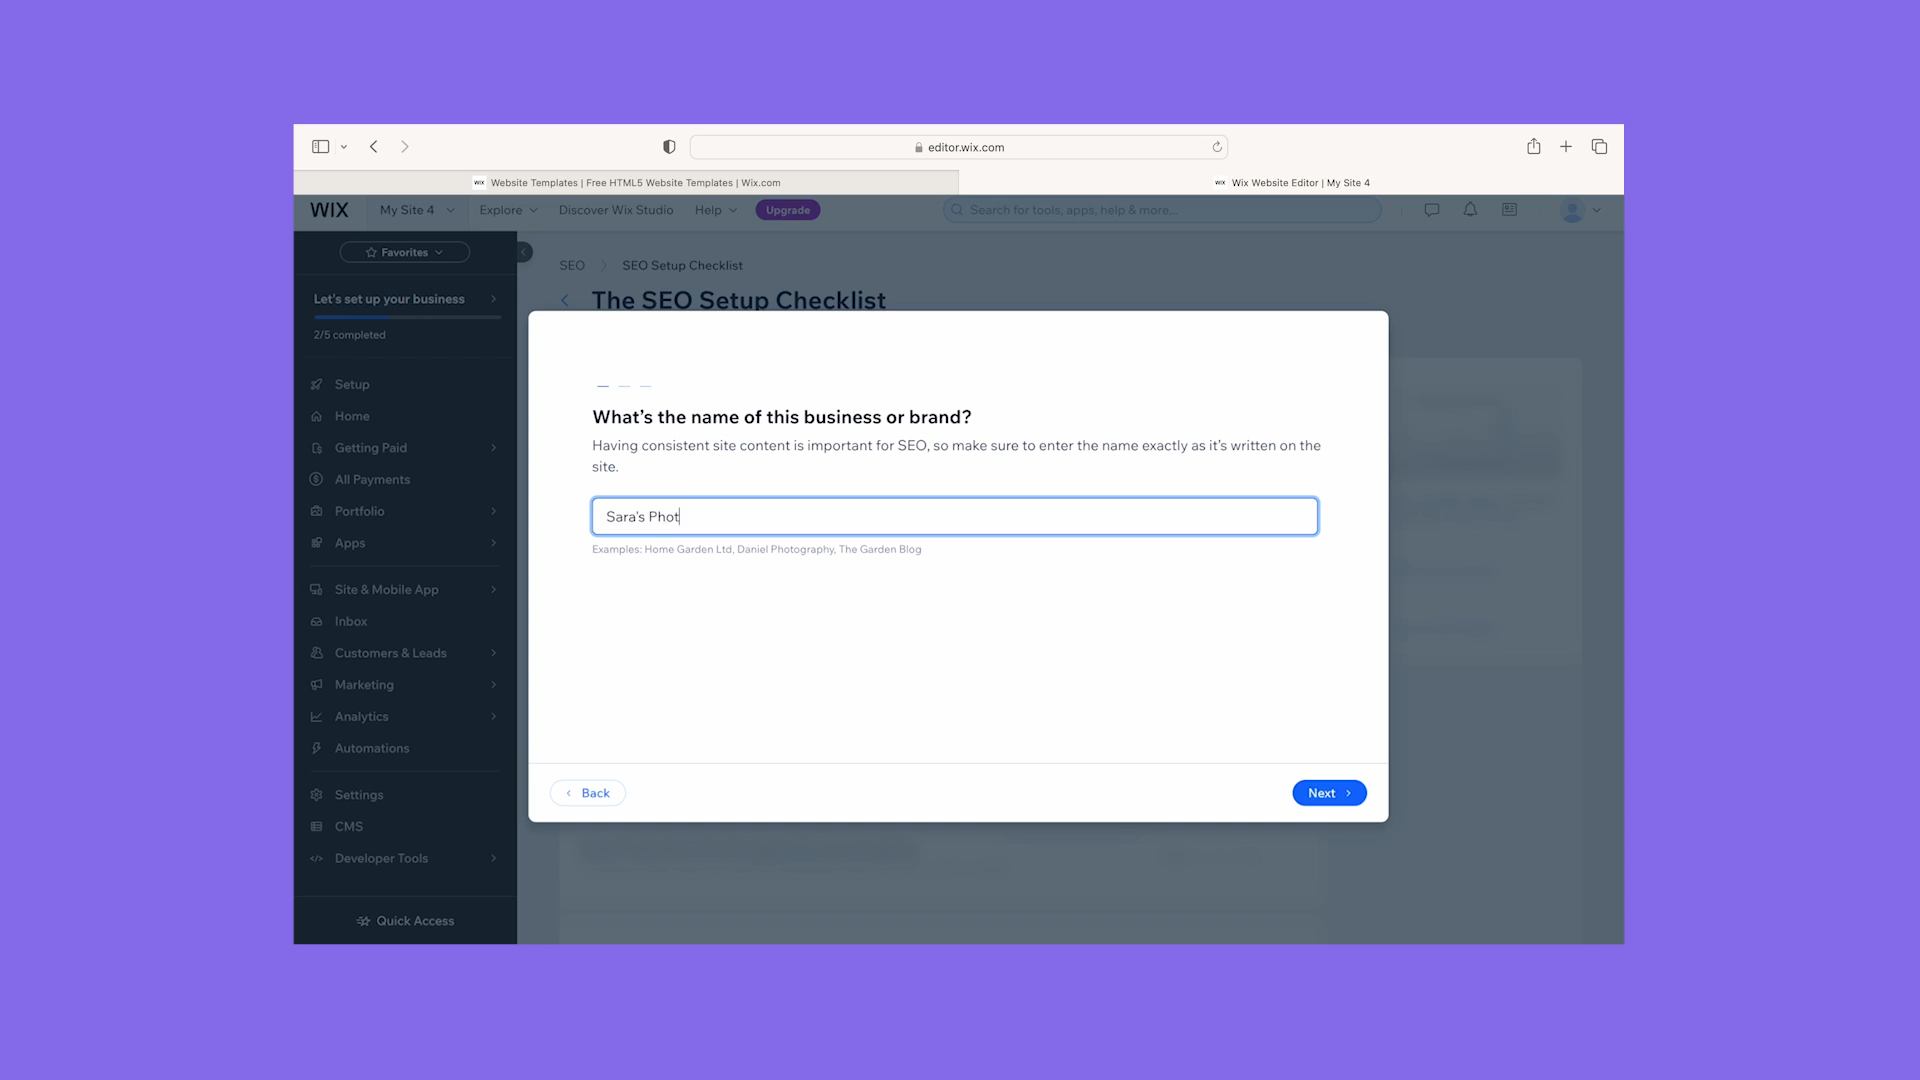 editor.wix.com
WIX Website Templates | Free HTML5 Website Templates | Wix.com
WIX Wix Website Editor | My Site 4
WIX My Site 4 Explore Discover Wix Studio Help Upgrade Search for tools, apps, help & more...
Favorites
Let's set up your business
2/5 completed
Setup
Home
Getting Paid
All Payments
Portfolio
Apps
Site & Mobile App
Inbox
Customers & Leads
Marketing
Analytics
Automations
Settings
CMS
Developer Tools
Quick Access
SEO SEO Setup Checklist
The SEO Setup Checklist
What's the name of this business or brand?
Having consistent site content is important for SEO, so make sure to enter the name exactly as it's written on the
site.
Sara's Phot
Examples: Home Garden Ltd, Daniel Photography, The Garden Blog
Back
Next